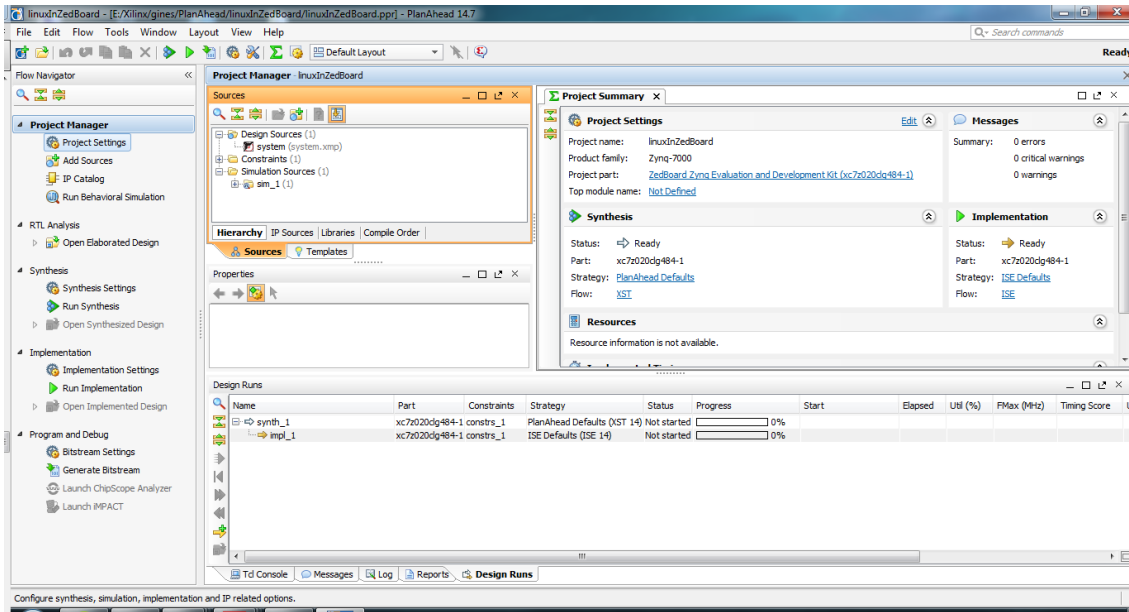 linuxInZedBoard - [E:/Xilinx/gines/PlanAhead/linuxInZedBoard/linuxInZedBoard.ppr] - PlanAhead 14.7
File Edit Flow Tools Window Layout View Help
Search commands
Default Layout
Ready
Flow Navigator
Project Manager
Project Settings
Add Sources
IP Catalog
Run Behavioral Simulation
RTL Analysis
Open Elaborated Design
Synthesis
Synthesis Settings
Run Synthesis
Open Synthesized Design
Implementation
Implementation Settings
Run Implementation
Open Implemented Design
Program and Debug
Bitstream Settings
Generate Bitstream
Launch ChipScope Analyzer
Launch iMPACT
Project Manager - linuxInZedBoard
Sources
Design Sources (1)
system (system.xmp)
Constraints (1)
Simulation Sources (1)
sim_1 (1)
Hierarchy IP Sources Libraries Compile Order
Sources Templates
Properties
Project Summary
Project Settings Edit
Project name: linuxInZedBoard
Product family: Zynq-7000
Project part: ZedBoard Zynq Evaluation and Development Kit (xc7z020clg484-1)
Top module name: Not Defined
Messages
Summary: 0 errors
0 critical warnings
0 warnings
Synthesis
Status: Ready
Part: xc7z020clg484-1
Strategy: PlanAhead Defaults
Flow: XST
Implementation
Status: Ready
Part: xc7z020clg484-1
Strategy: ISE Defaults
Flow: ISE
Resources
Resource information is not available.
Design Runs
Name Part Constraints Strategy Status Progress Start Elapsed Util (%) FMax (MHz) Timing Score
synth_1 xc7z020clg484-1 constrs_1 PlanAhead Defaults (XST 14) Not started 0%
impl_1 xc7z020clg484-1 constrs_1 ISE Defaults (ISE 14) Not started 0%
Tcl Console Messages Log Reports Design Runs
Configure synthesis, simulation, implementation and IP related options.